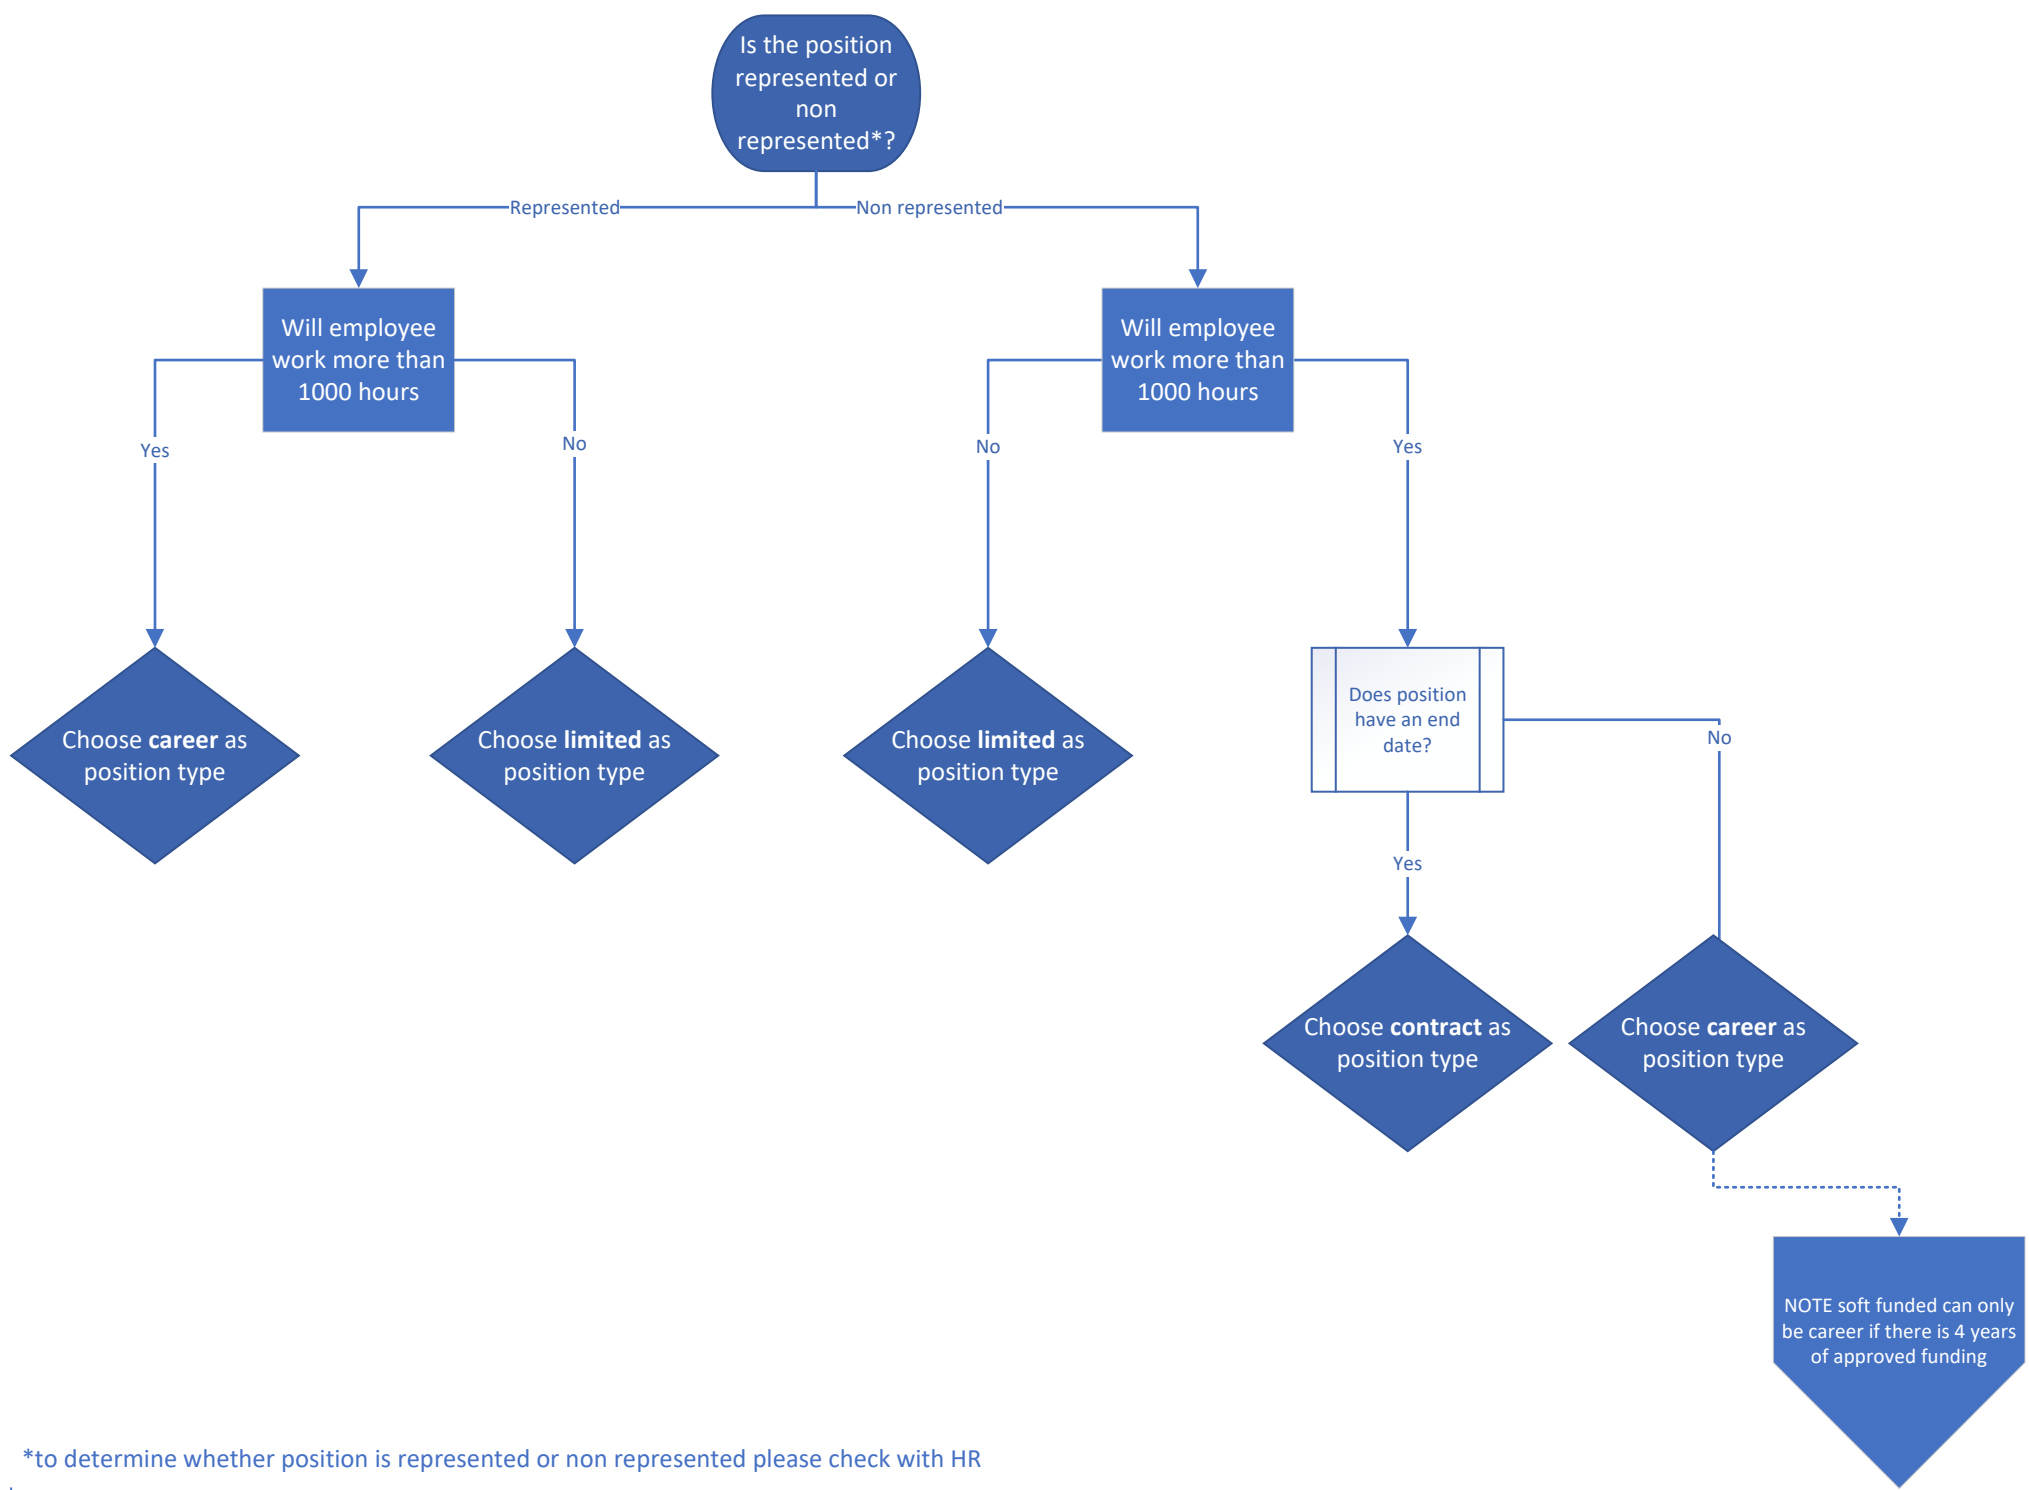 Is the position
represented or
non
represented*?
Represented
Non represented
Will employee
work more than
1000 hours
Will employee
work more than
1000 hours
Yes
No
No
Yes
Choose career as
position type
Choose limited as
position type
Choose limited as
position type
Does position
have an end
date?
No
Yes
Choose contract as
position type
Choose career as
position type
NOTE soft funded can only
be career if there is 4 years
of approved funding
*to determine whether position is represented or non represented please check with HR